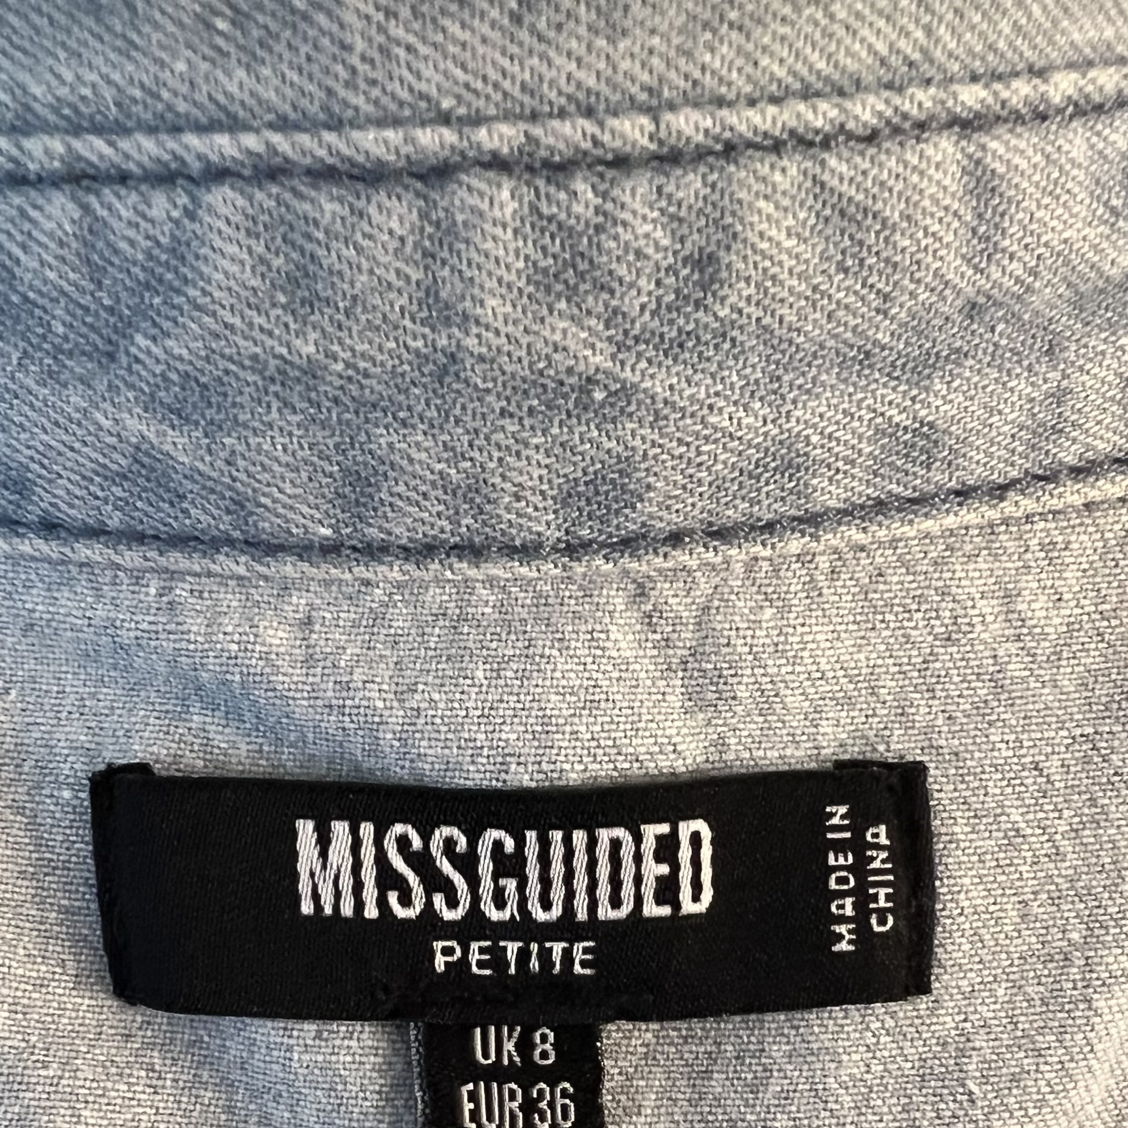 MISSGUIDED
PETITE
MADE IN
CHINA
UK 8
EUR 36